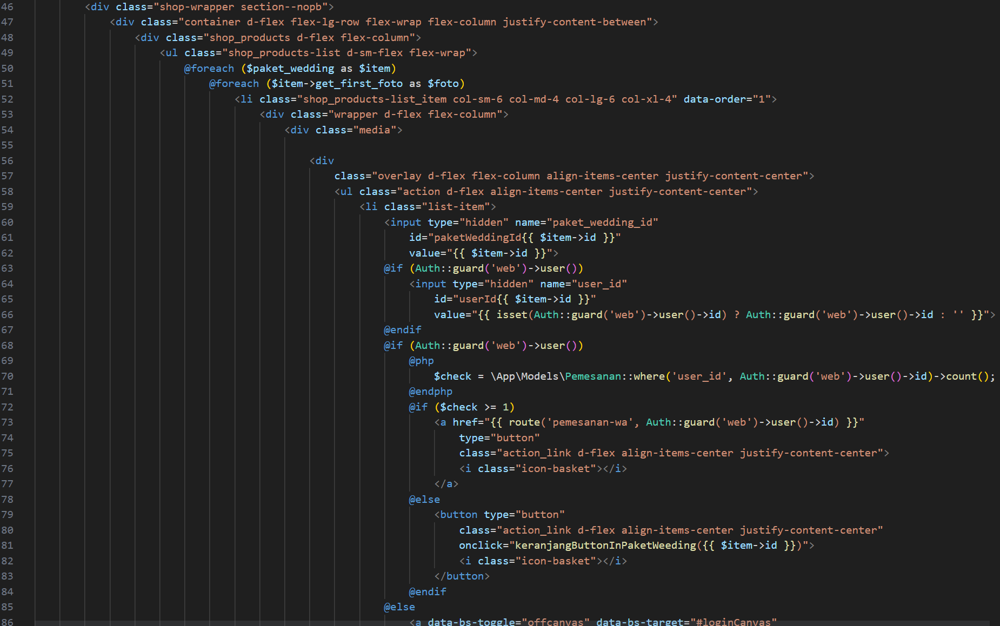 46 <div class="shop-wrapper section--nopb">
47 <div class="container d-flex flex-lg-row flex-wrap flex-column justify-content-between">
48 <div class="shop_products d-flex flex-column">
49 <ul class="shop_products-list d-sm-flex flex-wrap">
50 @foreach ($paket_wedding as $item)
51 @foreach ($item->get_first_foto as $foto)
52 <li class="shop_products-list_item col-sm-6 col-md-4 col-lg-6 col-xl-4" data-order="1">
53 <div class="wrapper d-flex flex-column">
54 <div class="media">
55
56 <div
57 class="overlay d-flex flex-column align-items-center justify-content-center">
58 <ul class="action d-flex align-items-center justify-content-center">
59 <li class="list-item">
60 <input type="hidden" name="paket_wedding_id"
61 id="paketWeddingId{{ $item->id }}"
62 value="{{ $item->id }}">
63 @if (Auth::guard('web')->user())
64 <input type="hidden" name="user_id"
65 id="userId{{ $item->id }}"
66 value="{{ isset(Auth::guard('web')->user()->id) ? Auth::guard('web')->user()->id : '' }}">
67 @endif
68 @if (Auth::guard('web')->user())
69 @php
70 $check = \App\Models\Pemesanan::where('user_id', Auth::guard('web')->user()->id)->count();
71 @endphp
72 @if ($check >= 1)
73 <a href="{{ route('pemesanan-wa', Auth::guard('web')->user()->id) }}"
74 type="button"
75 class="action_link d-flex align-items-center justify-content-center">
76 <i class="icon-basket"></i>
77 </a>
78 @else
79 <button type="button"
80 class="action_link d-flex align-items-center justify-content-center"
81 onclick="keranjangButtonInPaketWeeding({{ $item->id }})">
82 <i class="icon-basket"></i>
83 </button>
84 @endif
85 @else
86 <a data-bs-toggle="offcanvas" data-bs-target="#loginCanvas"